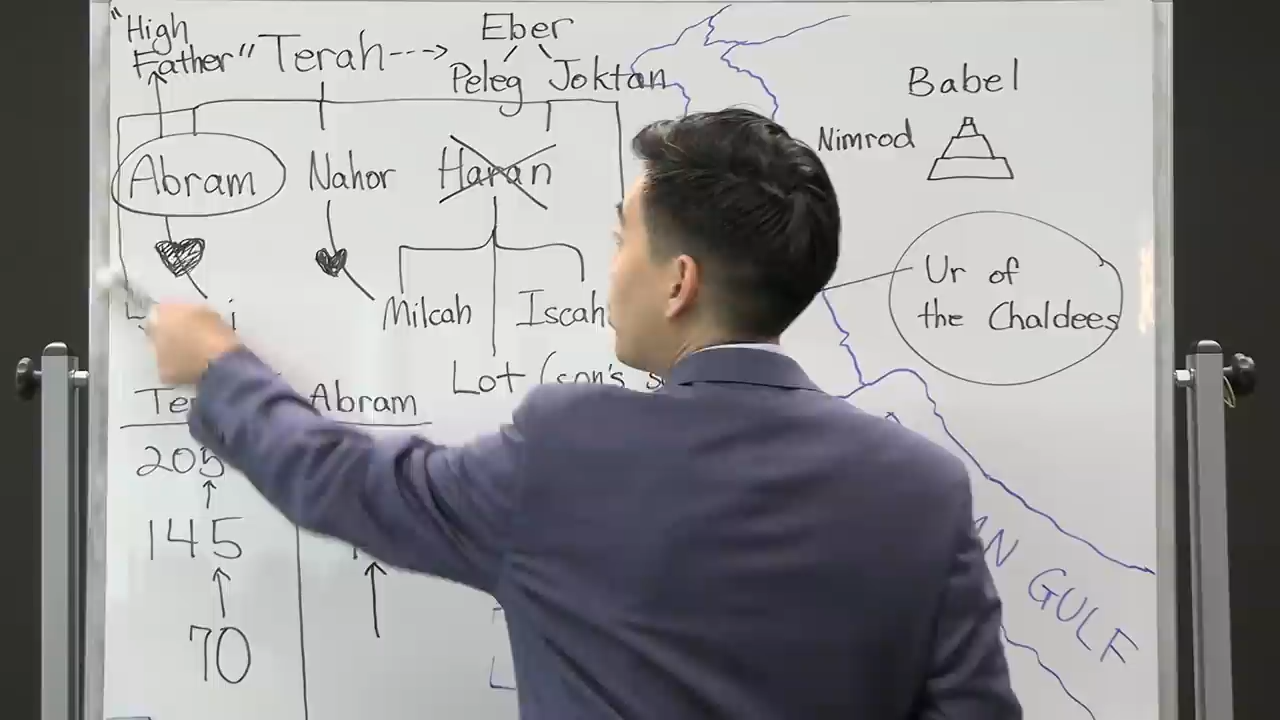 "High
Father"
Terah
Eber
Peleg Joktan
Babel
Nimrod
Abram Nahor Haran
Ur of
the Chaldees
Milcah Iscah
Lot (son's
Abram
205
145
70
GULF